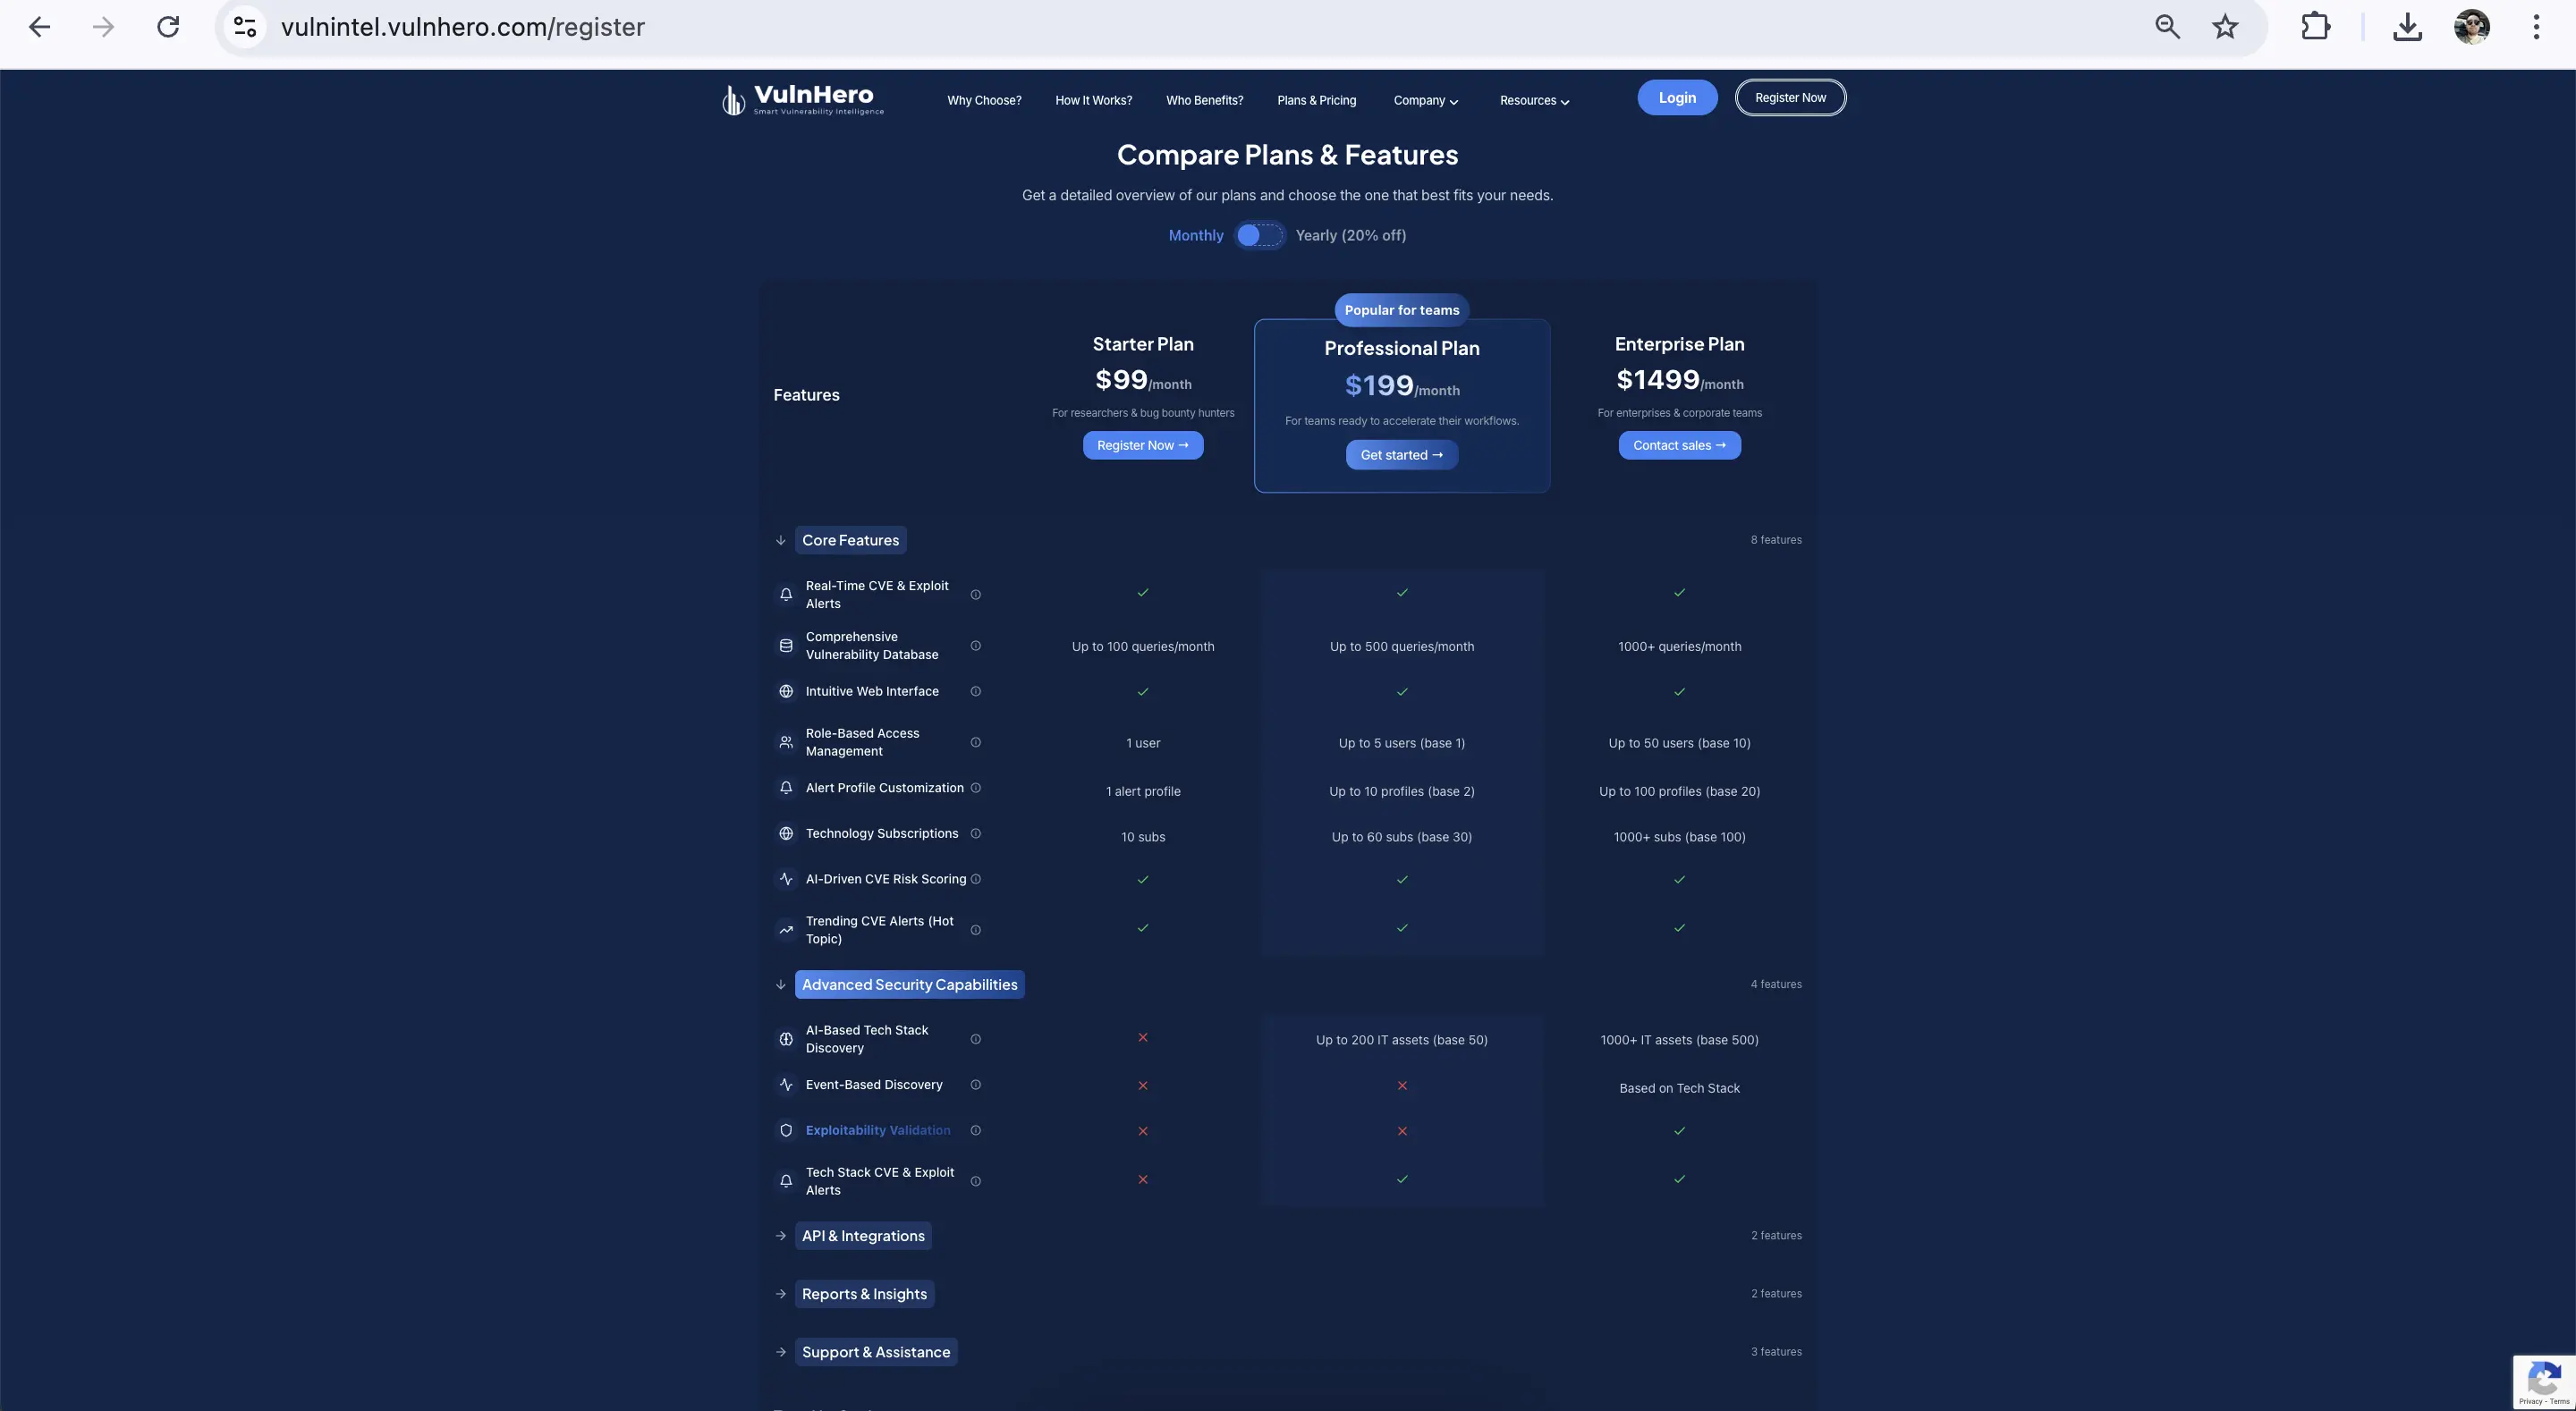 vulnintel.vulnhero.com/register
VulnHero
Smart Vulnerability Intelligence
Why Choose?
How It Works?
Who Benefits?
Plans & Pricing
Company
Resources
Login
Register Now
Compare Plans & Features
Get a detailed overview of our plans and choose the one that best fits your needs.
Monthly
Yearly (20% off)
Features
Starter Plan
$99/month
For researchers & bug bounty hunters
Register Now →
Popular for teams
Professional Plan
$199/month
For teams ready to accelerate their workflows.
Get started →
Enterprise Plan
$1499/month
For enterprises & corporate teams
Contact sales →
Core Features
8 features
Real-Time CVE & Exploit
Alerts
Comprehensive
Vulnerability Database
Up to 100 queries/month
Up to 500 queries/month
1000+ queries/month
Intuitive Web Interface
Role-Based Access
Management
1 user
Up to 5 users (base 1)
Up to 50 users (base 10)
Alert Profile Customization
1 alert profile
Up to 10 profiles (base 2)
Up to 100 profiles (base 20)
Technology Subscriptions
10 subs
Up to 60 subs (base 30)
1000+ subs (base 100)
AI-Driven CVE Risk Scoring
Trending CVE Alerts (Hot
Topic)
Advanced Security Capabilities
4 features
AI-Based Tech Stack
Discovery
Up to 200 IT assets (base 50)
1000+ IT assets (base 500)
Event-Based Discovery
Based on Tech Stack
Exploitability Validation
Tech Stack CVE & Exploit
Alerts
API & Integrations
2 features
Reports & Insights
2 features
Support & Assistance
3 features
Privacy - Terms